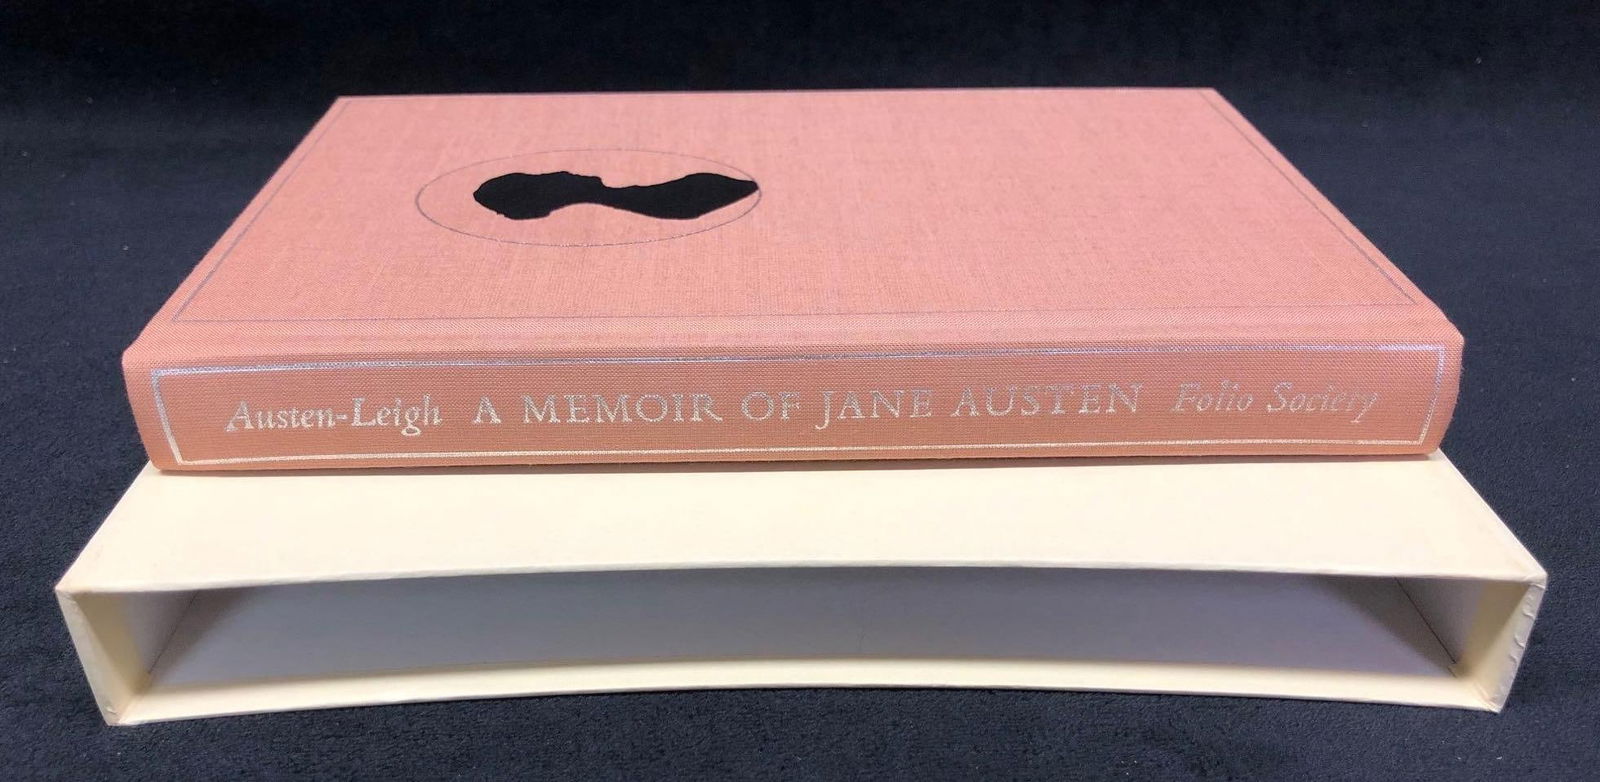 Austen-Leigh A MEMOIR OF JANE AUSTEN Folio Society